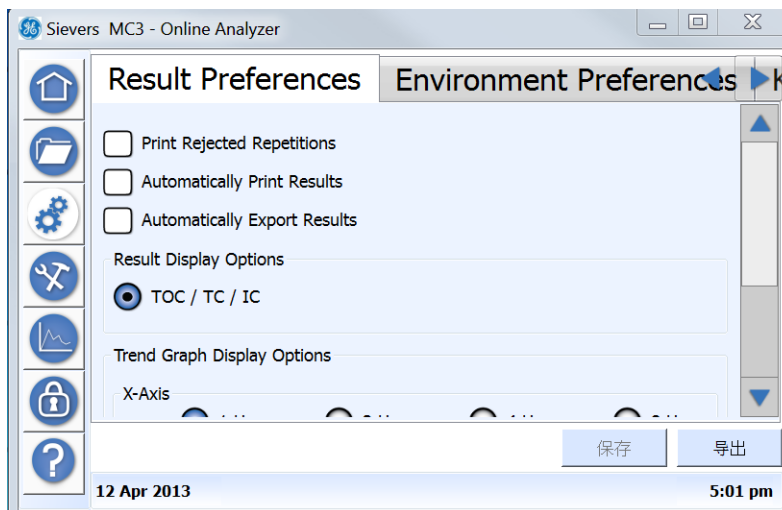 Sievers MC3 - Online Analyzer
Result Preferences
Environment Preferences
Print Rejected Repetitions
Automatically Print Results
Automatically Export Results
Result Display Options
TOC / TC / IC
Trend Graph Display Options
X-Axis
保存
导出
12 Apr 2013
5:01 pm